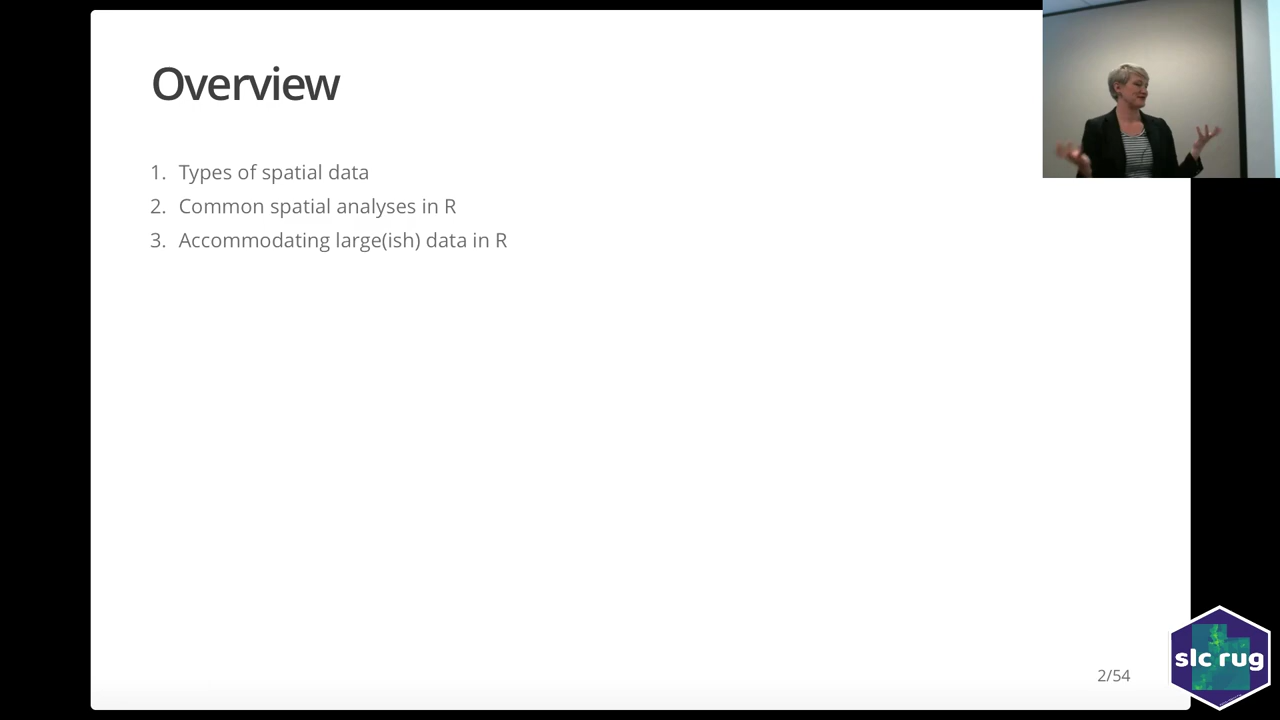 Overview
1. Types of spatial data
2. Common spatial analyses in R
3. Accommodating large(ish) data in R
2/54
slc rug